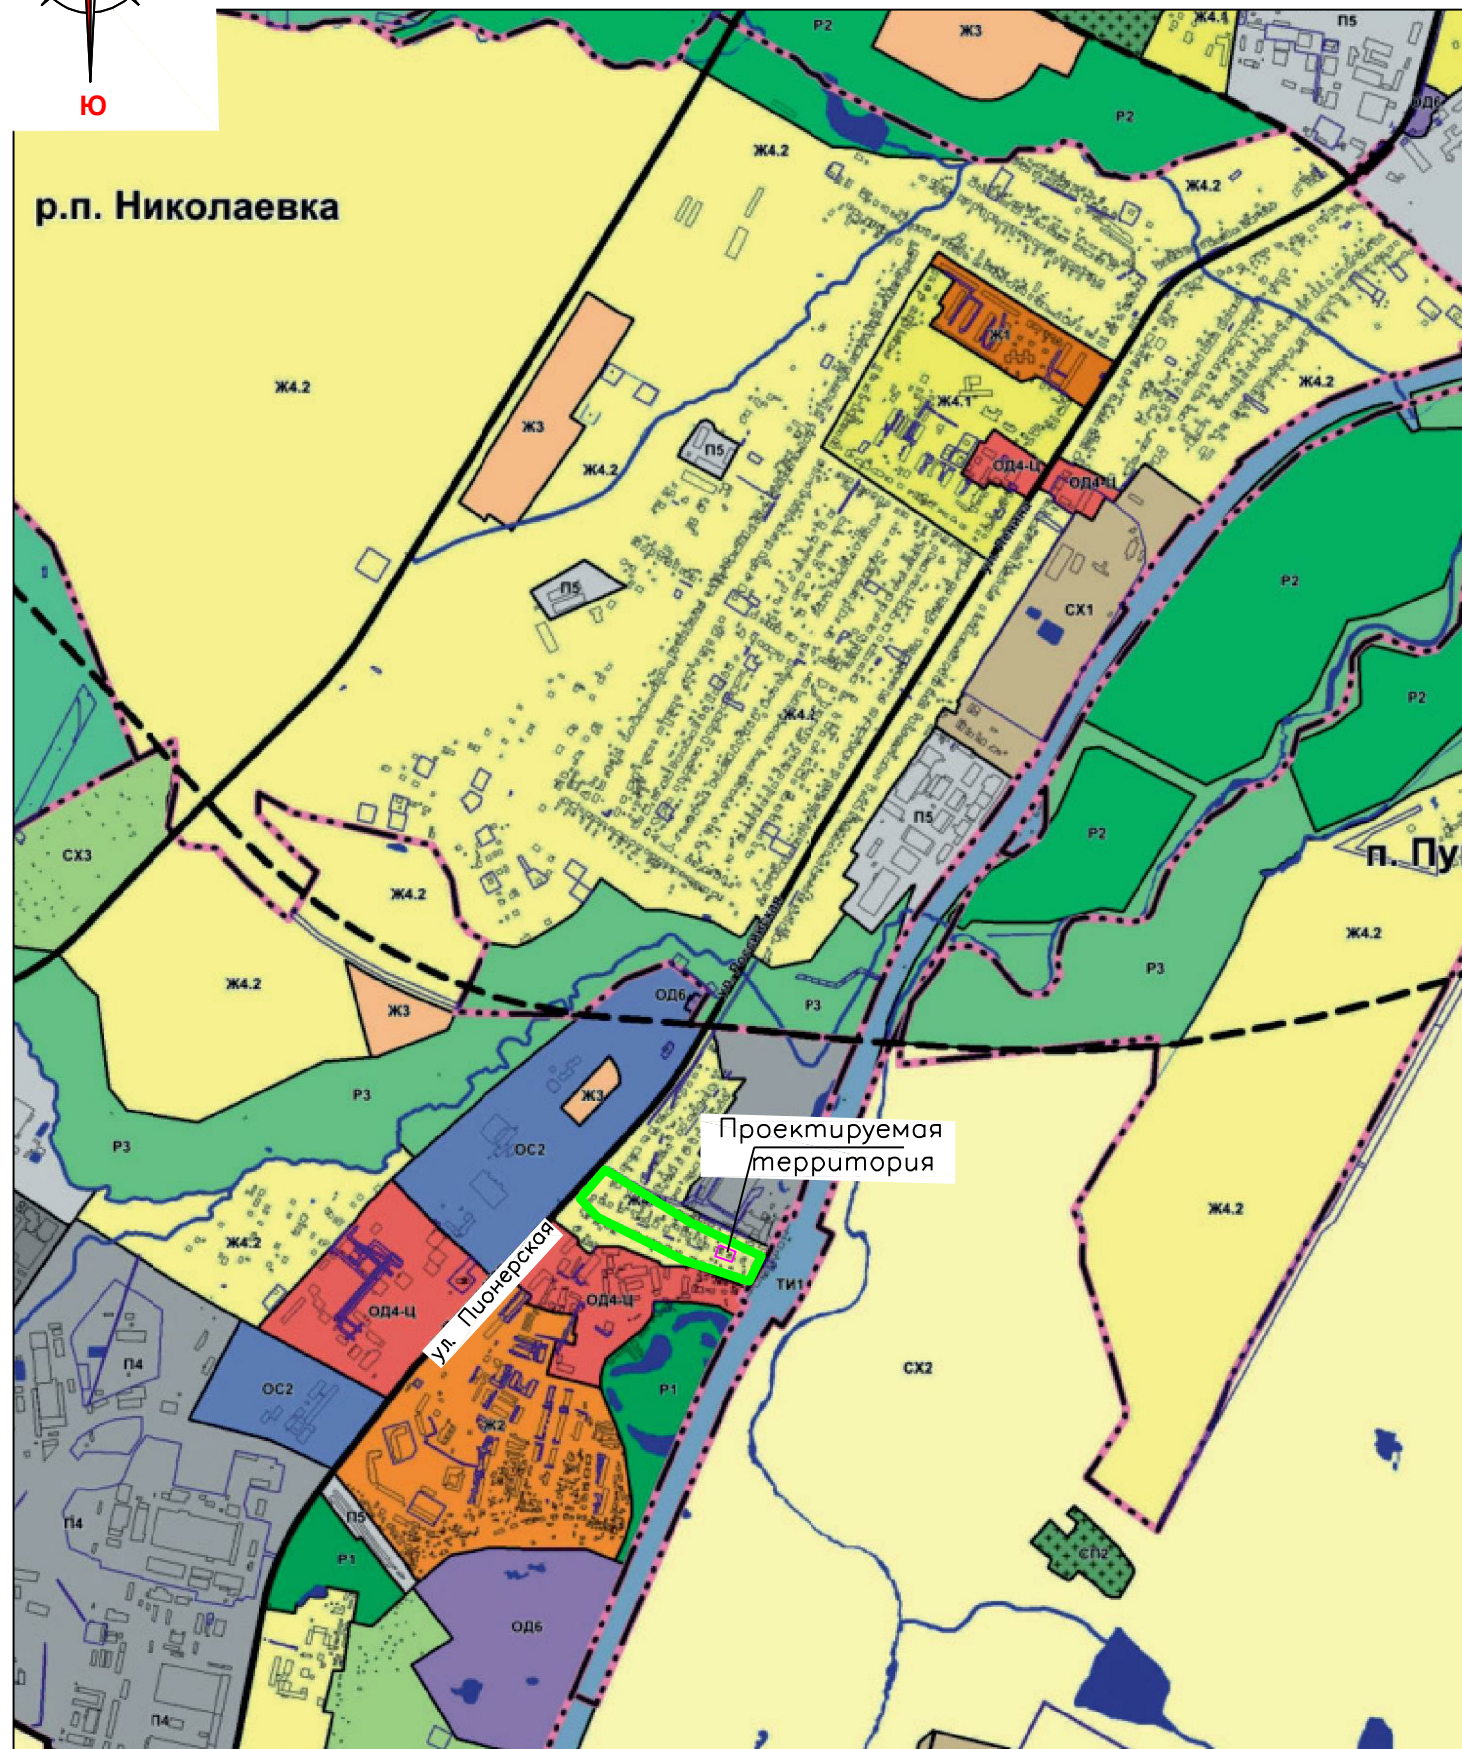 Ю
Р2
Ж3
Ж4.1
П5
ОД6
Р2
Ж4.2
Ж4.2
р.п. Николаевка
Ж1
Ж4.2
Ж4.2
Ж4.1
Ж3
П5
Ж4.2
ОД4-Ц
ОД4-Ц
П5
СХ1
Р2
Р2
Ж4.2
П5
Р2
СХ3
п. Пу
Ж4.2
Ж4.2
Ж4.2
ОД6
Р3
Р3
Ж3
Р3
Ж3
Р3
ОС2
Проектируемая
территория
Ж4.2
Ж4.2
ул. Пионерская
ТИ1
ОД4-Ц
ОД4-Ц
П4
СХ2
ОС2
Р1
Ж2
П4
П5
Р1
СП2
ОД6
П4